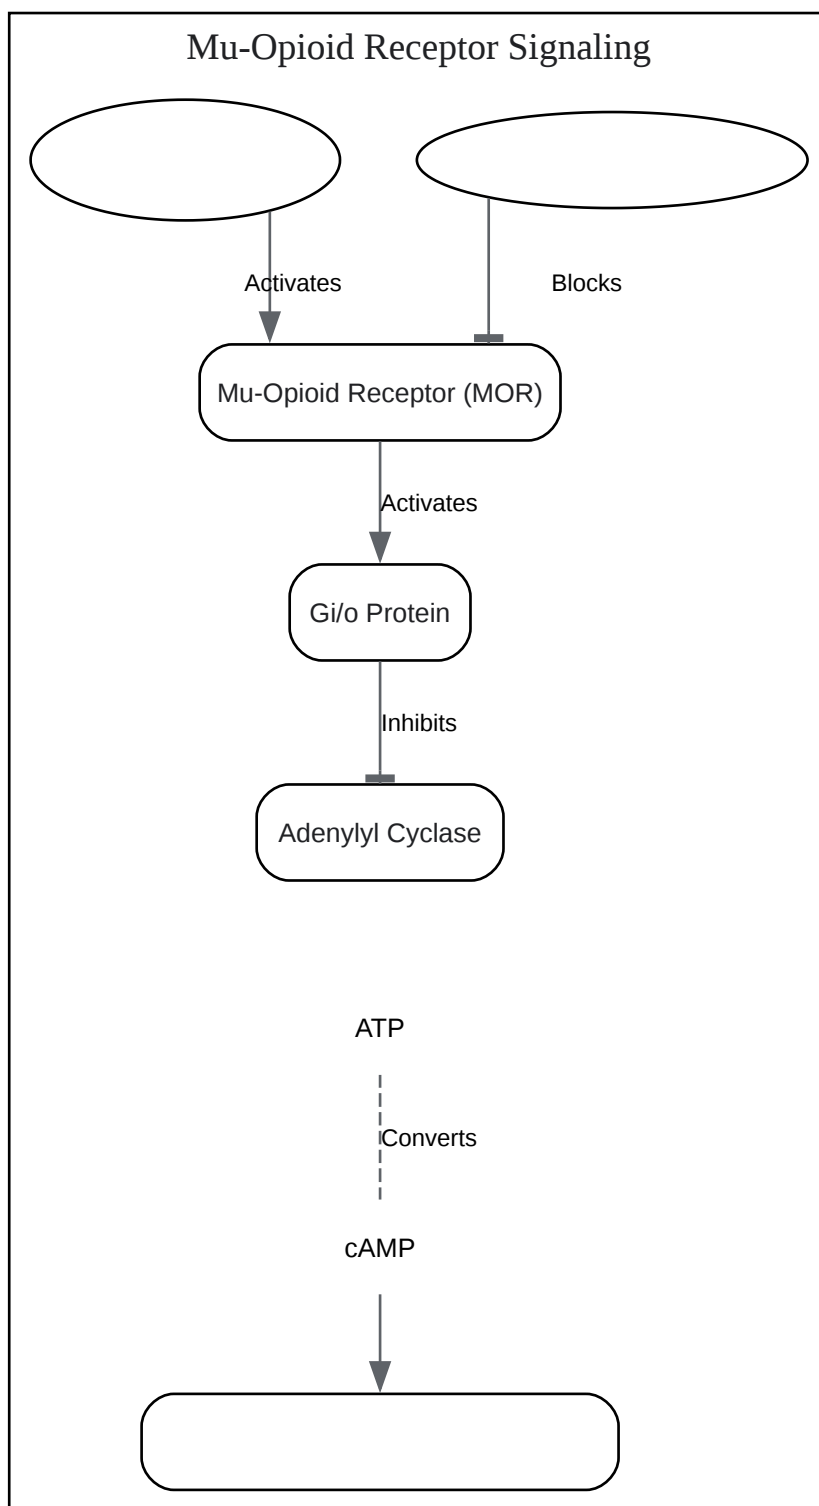 Mu-Opioid Receptor Signaling
Activates
Blocks
Mu-Opioid Receptor (MOR)
Activates
Gi/o Protein
Inhibits
Adenylyl Cyclase
ATP
Converts
cAMP